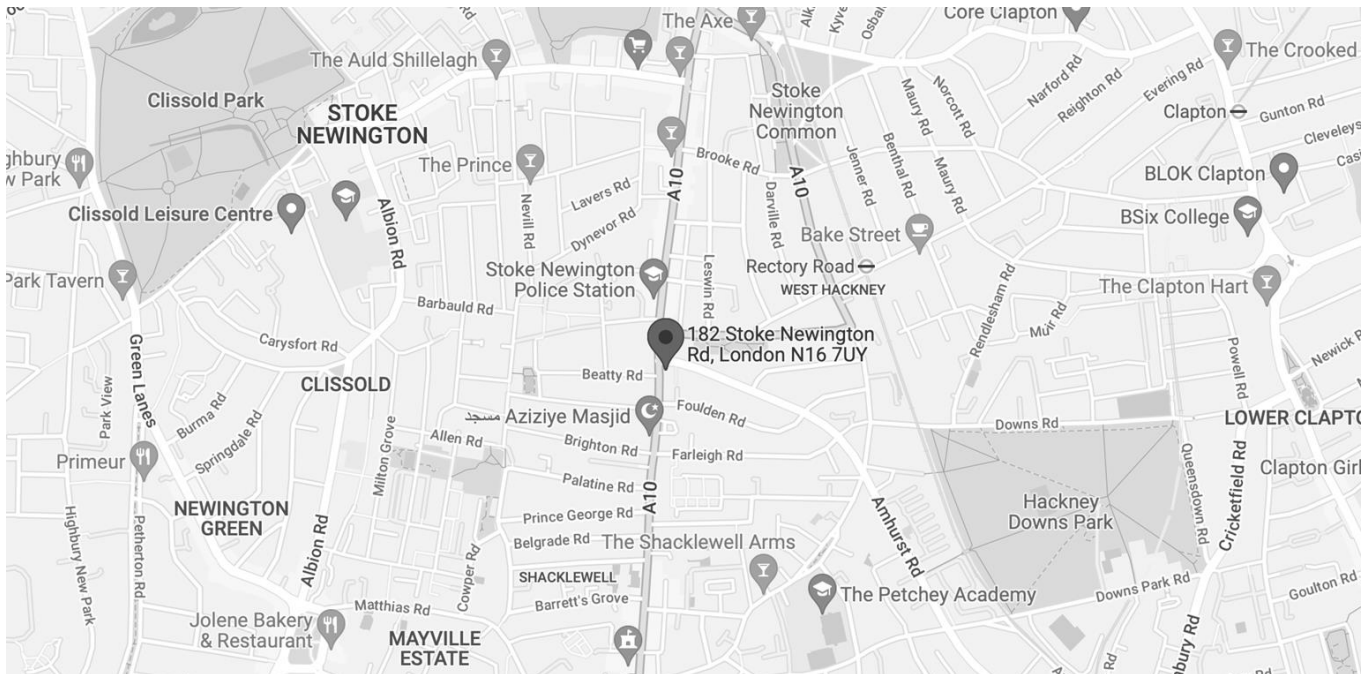 The Axe
Core Clapton
The Auld Shillelagh
The Crooked
Clissold Park
STOKE
NEWINGTON
Stoke
Newington
Common
Norcott Rd
Narford Rd
Reighton Rd
Evering Rd
Maury Rd
Clapton
Gunton Rd
Cleveleys
The Prince
Brooke Rd
Jenner Rd
Benthal Rd
Maury Rd
BLOK Clapton
A10
A10
Darville Rd
Lavers Rd
Nevill Rd
Dynevor Rd
Clissold Leisure Centre
Albion Rd
BSix College
Bake Street
Park Tavern
Stoke Newington
Police Station
Leswin Rd
Rectory Road
WEST HACKNEY
Rendlesham Rd
Muir Rd
The Clapton Hart
Barbauld Rd
Green Lanes
Carysfort Rd
182 Stoke Newington
Rd, London N16 7UY
Powell Rd
Newick R
CLISSOLD
Beatty Rd
Park View
Burma Rd
Springdale Rd
مسجد Aziziye Masjid
Foulden Rd
Downs Rd
LOWER CLAPTO
Allen Rd
Milton Grove
Brighton Rd
Farleigh Rd
Primeur
Queensdown Rd
Cricketfield Rd
Clapton Girl
Palatine Rd
A10
Hackney
Downs Park
NEWINGTON
GREEN
Highbury New Park
Petherton Rd
Albion Rd
Prince George Rd
Belgrade Rd
The Shacklewell Arms
Amhurst Rd
SHACKLEWELL
Cowper Rd
Barrett's Grove
The Petchey Academy
Downs Park Rd
Goulton Rd
Matthias Rd
Jolene Bakery
& Restaurant
MAYVILLE
ESTATE
nbury Rd